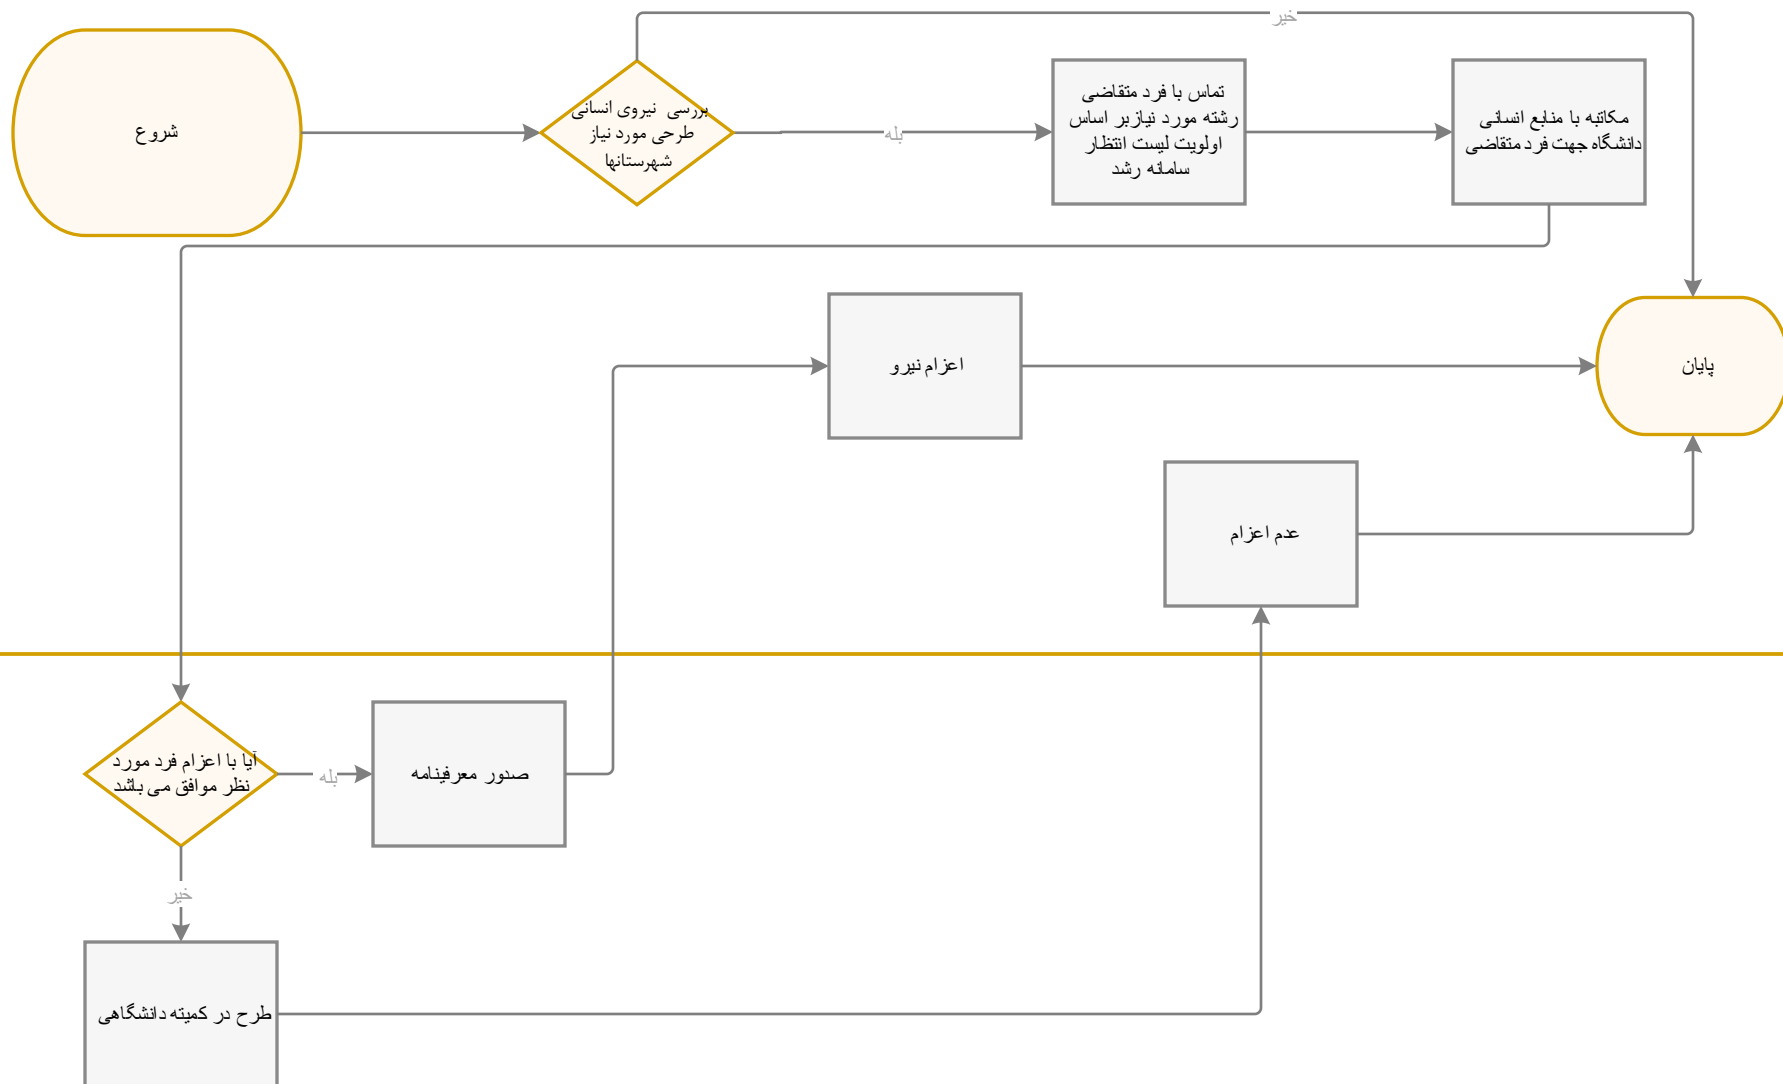 خیر
شروع
بررسی نیروی انسانی
طرحی مورد نیاز
شهرستانها
بله
تماس با فرد متقاضی
رشته مورد نیازبر اساس
اولویت لیست انتظار
سامانه رشد
مکاتبه با منابع انسانی
دانشگاه جهت فرد متقاضی
اعزام نیرو
پایان
عدم اعزام
آیا با اعزام فرد مورد
نظر موافق می باشد
بله
صدور معرفینامه
خیر
طرح در کمیته دانشگاهی